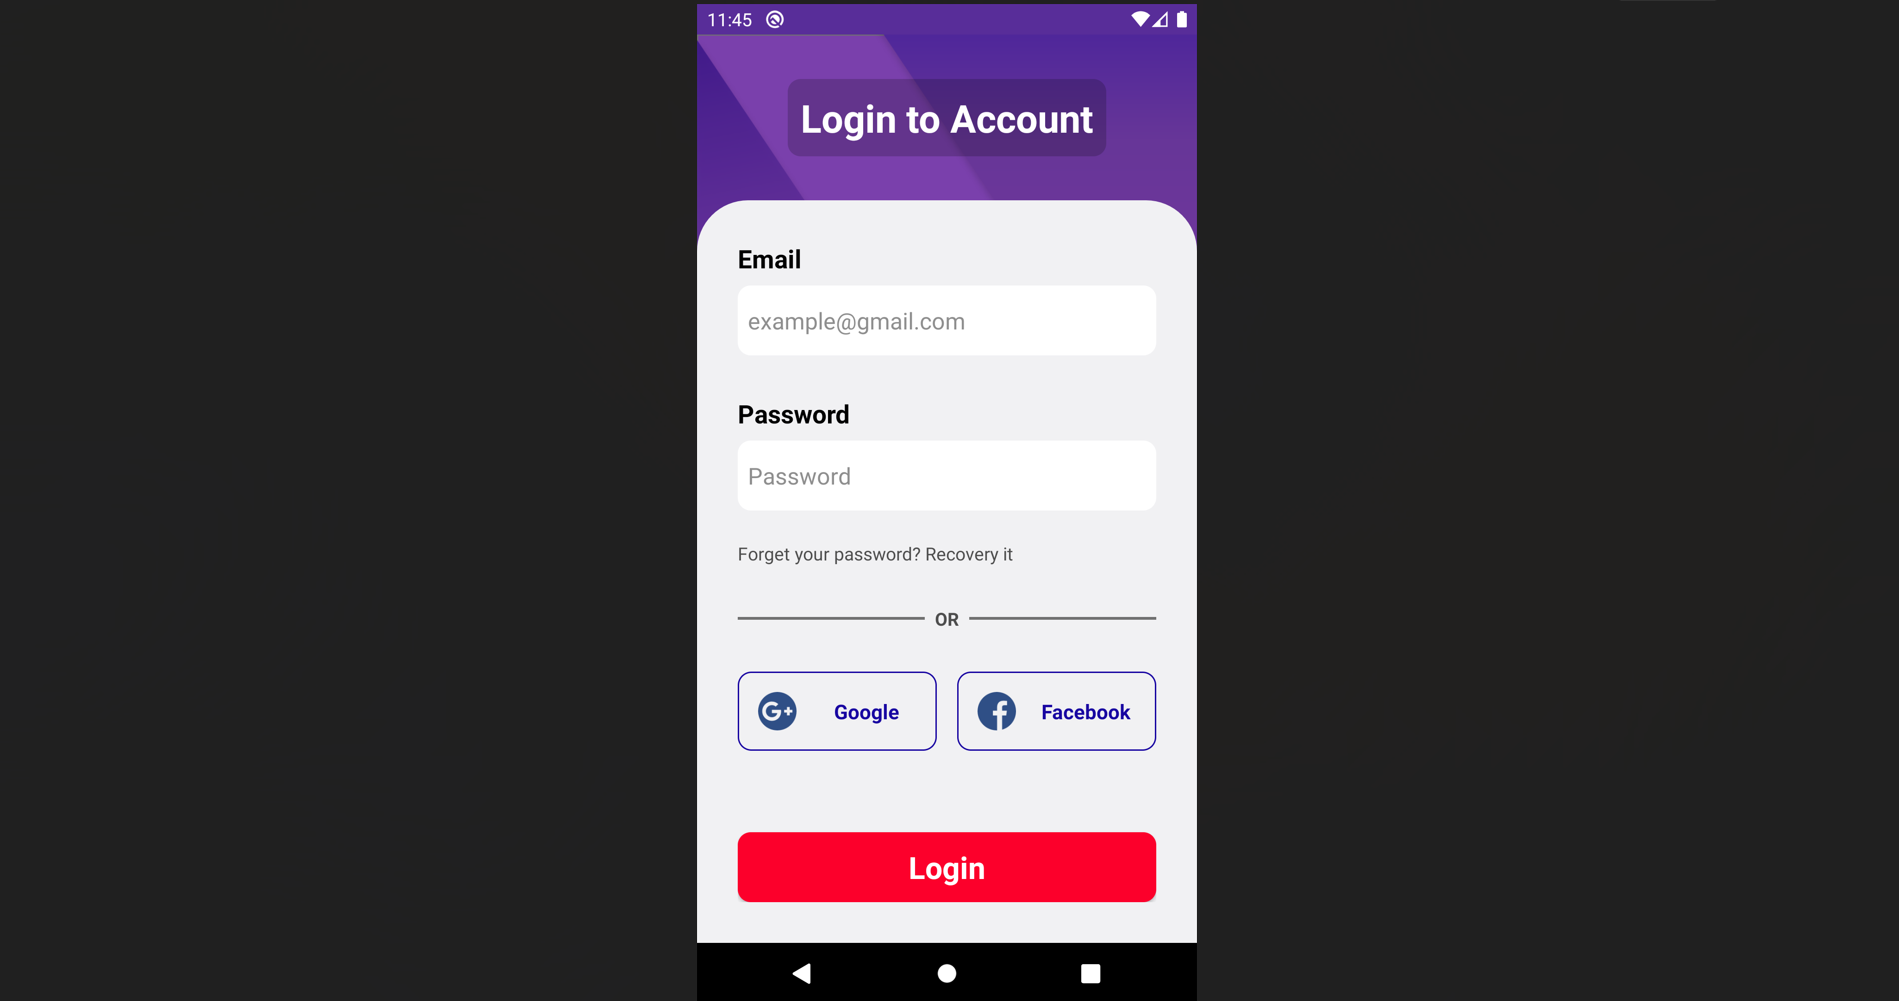 11:45
Login to Account
Email
example@gmail.com
Password
Password
Forget your password? Recovery it
OR
G+ Google
f Facebook
Login